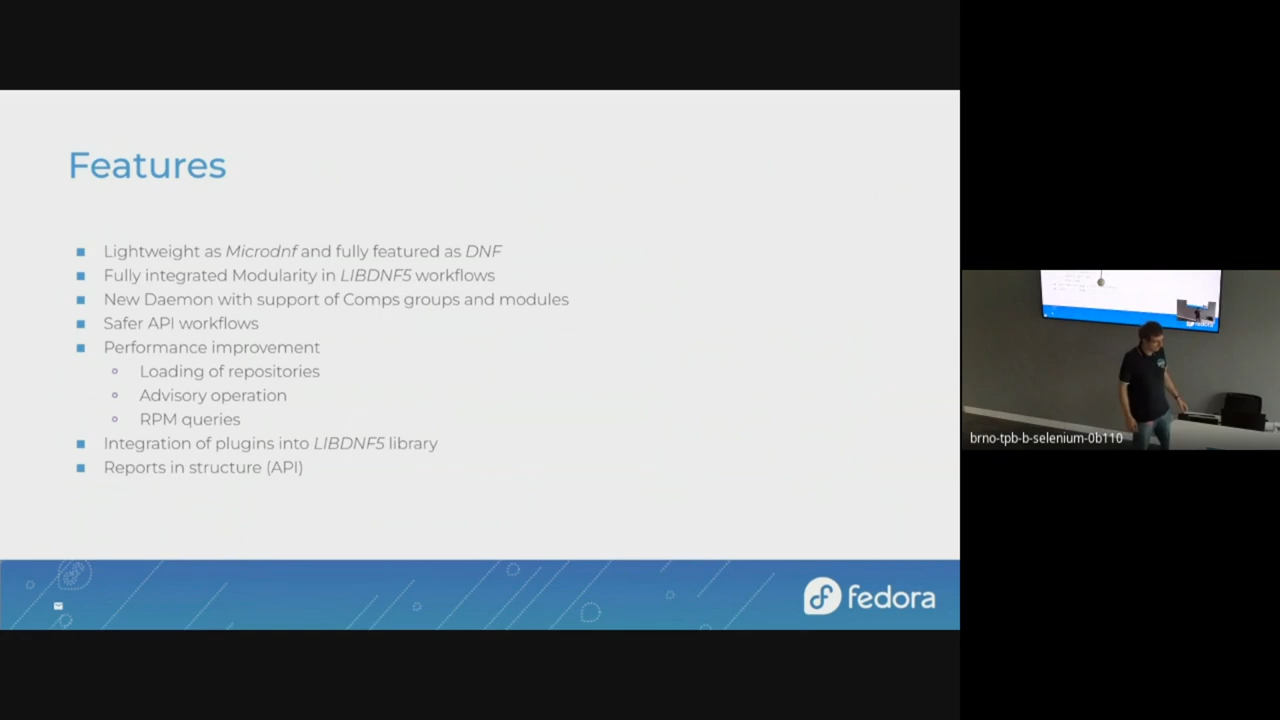 Features
Lightweight as Microdnf and fully featured as DNF
Fully integrated Modularity in LIBDNF5 workflows
New Daemon with support of Comps groups and modules
Safer API workflows
Performance improvement
Loading of repositories
Advisory operation
RPM queries
Integration of plugins into LIBDNF5 library
Reports in structure (API)
fedora
brno-tpb-b-selenium-0b110
fedora